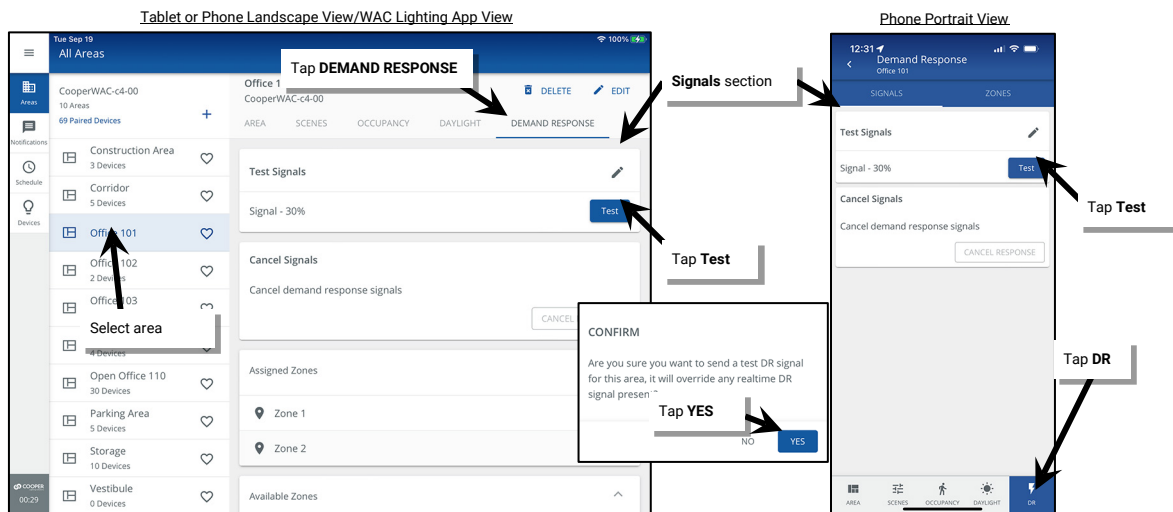 Tablet or Phone Landscape View/WAC Lighting App View
Phone Portrait View
Tue Sep 19
100%
All Areas
Areas
Notifications
Schedule
Devices
COOPER
00:29
CooperWAC-c4-00
10 Areas
69 Paired Devices
+
Construction Area
3 Devices
Corridor
5 Devices
Office 101
Office 102
2 Devices
Office 103
Select area
4 Devices
Open Office 110
30 Devices
Parking Area
5 Devices
Storage
10 Devices
Vestibule
0 Devices
Tap DEMAND RESPONSE
Office 1
CooperWAC-c4-00
DELETE
EDIT
AREA SCENES OCCUPANCY DAYLIGHT DEMAND RESPONSE
Test Signals
Signal - 30%
Test
Cancel Signals
Cancel demand response signals
CANCEL
Assigned Zones
Zone 1
Zone 2
Available Zones
Signals section
Tap Test
CONFIRM
Are you sure you want to send a test DR signal
for this area, it will override any realtime DR
signal present?
Tap YES
NO
YES
12:31
Demand Response
Office 101
SIGNALS
ZONES
Test Signals
Signal - 30%
Test
Cancel Signals
Cancel demand response signals
CANCEL RESPONSE
Tap Test
Tap DR
AREA SCENES OCCUPANCY DAYLIGHT DR